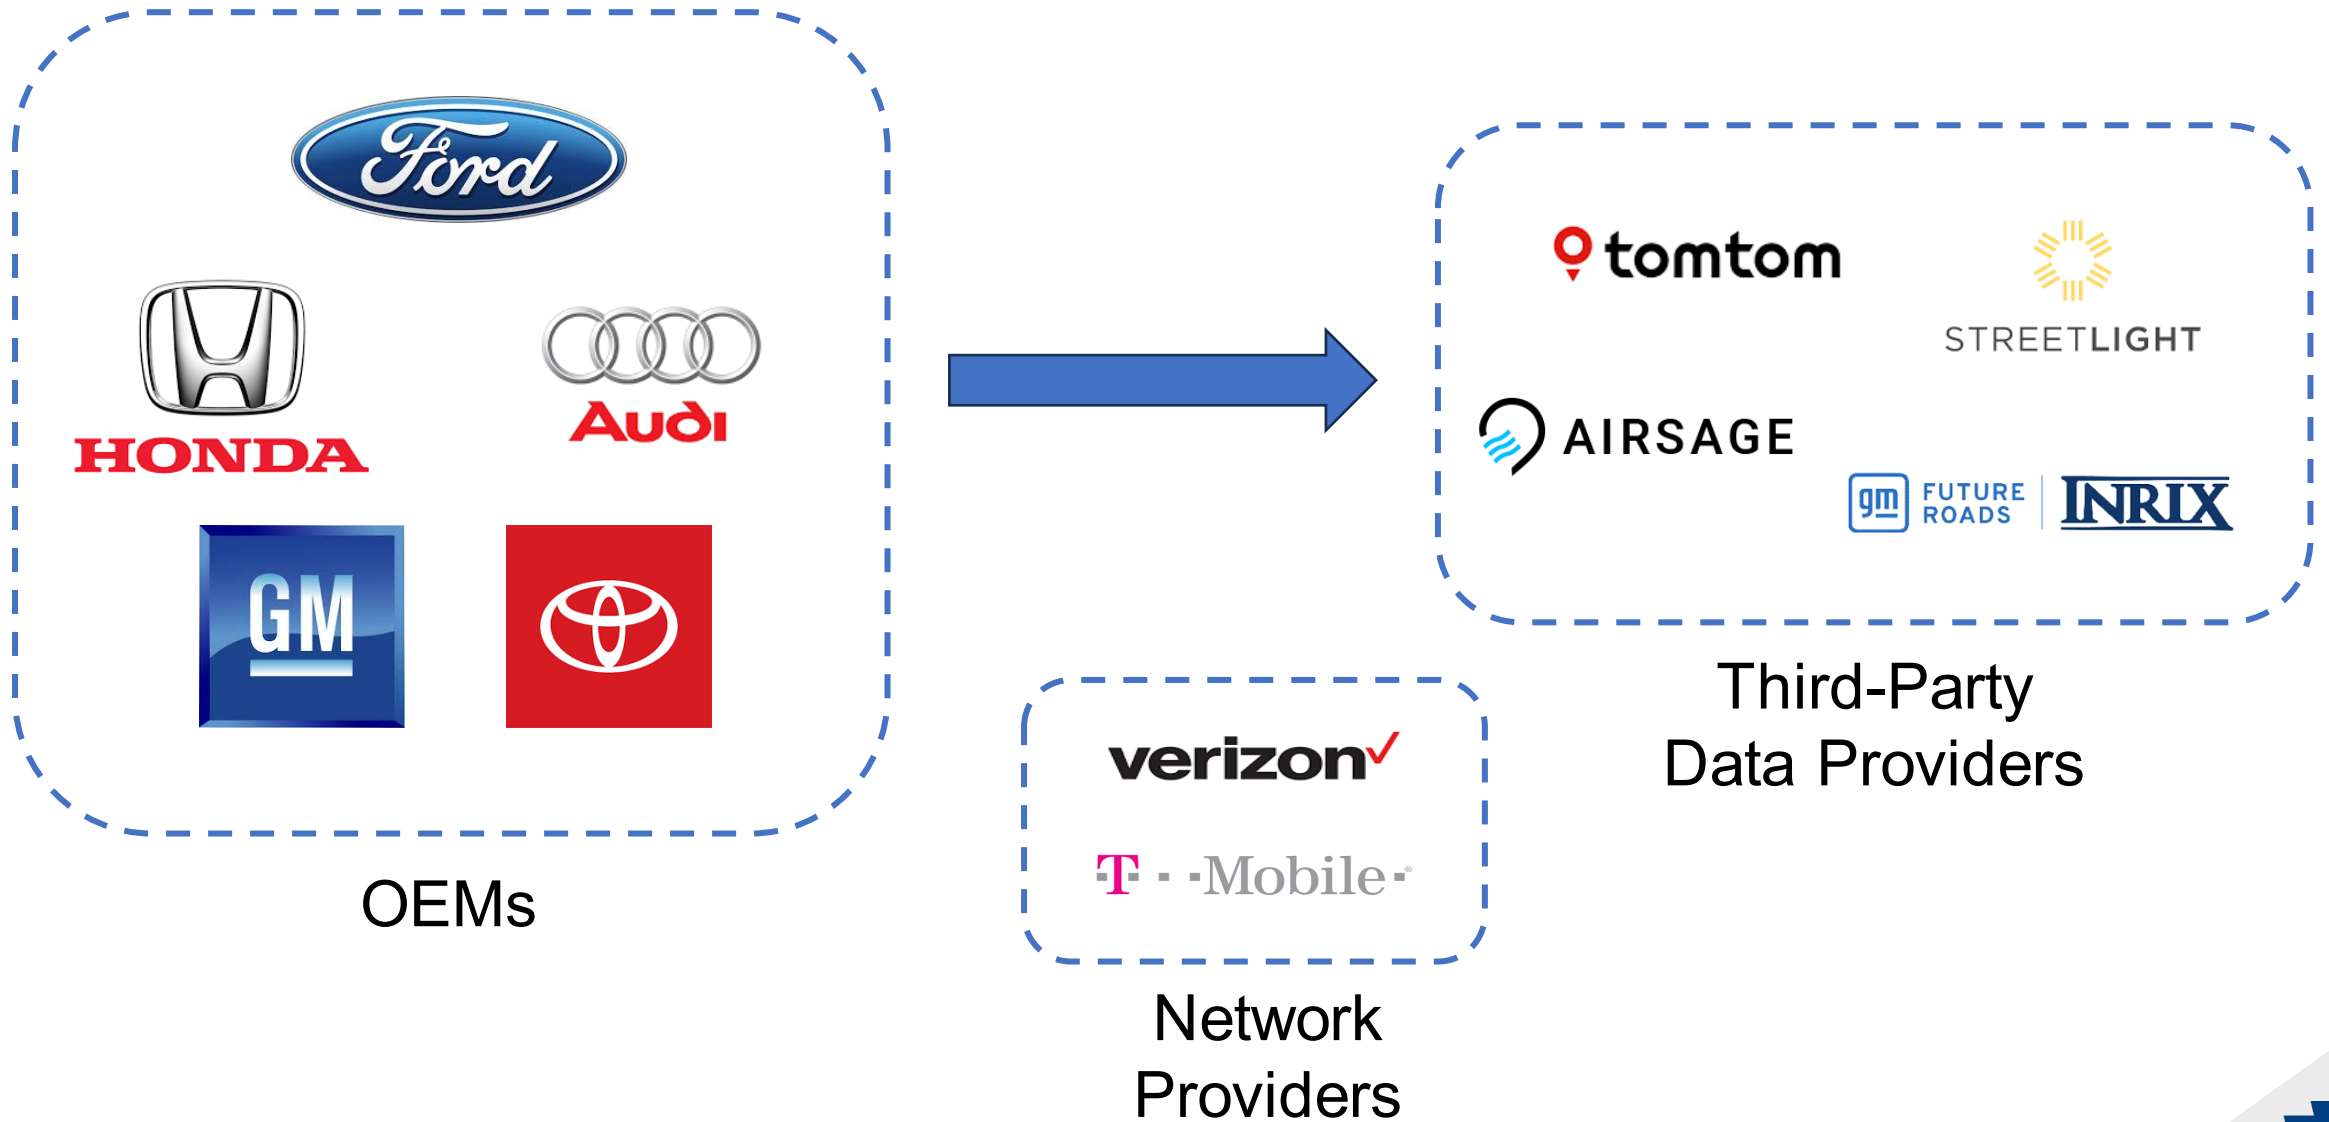 Ford
HONDA
Audi
GM
OEMs
tomtom
STREETLIGHT
AIRSAGE
gm FUTURE ROADS
INRIX
Third-Party
Data Providers
verizon
T - -Mobile-®
Network
Providers